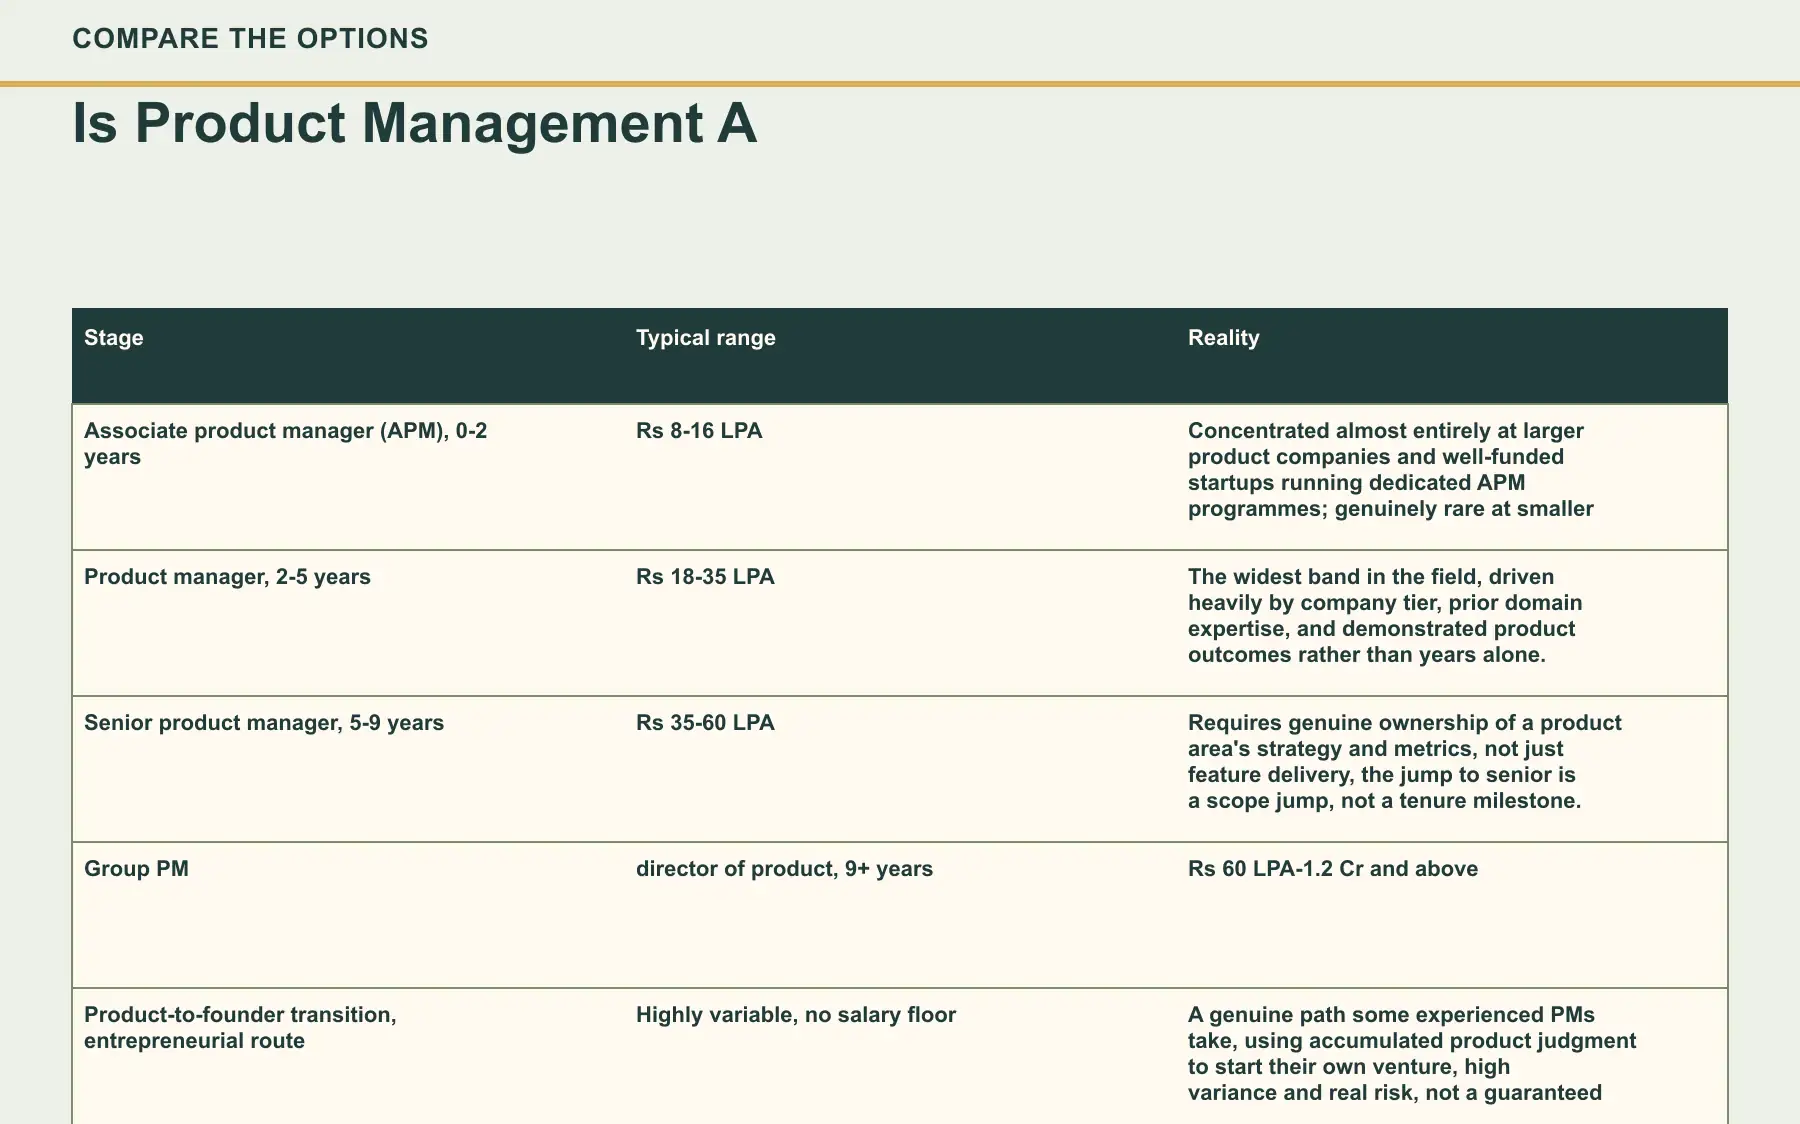 COMPARE THE OPTIONS
Is Product Management A
Stage
Typical range
Reality
Associate product manager (APM), 0-2
years
Rs 8-16 LPA
Concentrated almost entirely at larger
product companies and well-funded
startups running dedicated APM
programmes; genuinely rare at smaller
Product manager, 2-5 years
Rs 18-35 LPA
The widest band in the field, driven
heavily by company tier, prior domain
expertise, and demonstrated product
outcomes rather than years alone.
Senior product manager, 5-9 years
Rs 35-60 LPA
Requires genuine ownership of a product
area's strategy and metrics, not just
feature delivery, the jump to senior is
a scope jump, not a tenure milestone.
Group PM
director of product, 9+ years
Rs 60 LPA-1.2 Cr and above
Product-to-founder transition,
entrepreneurial route
Highly variable, no salary floor
A genuine path some experienced PMs
take, using accumulated product judgment
to start their own venture, high
variance and real risk, not a guaranteed